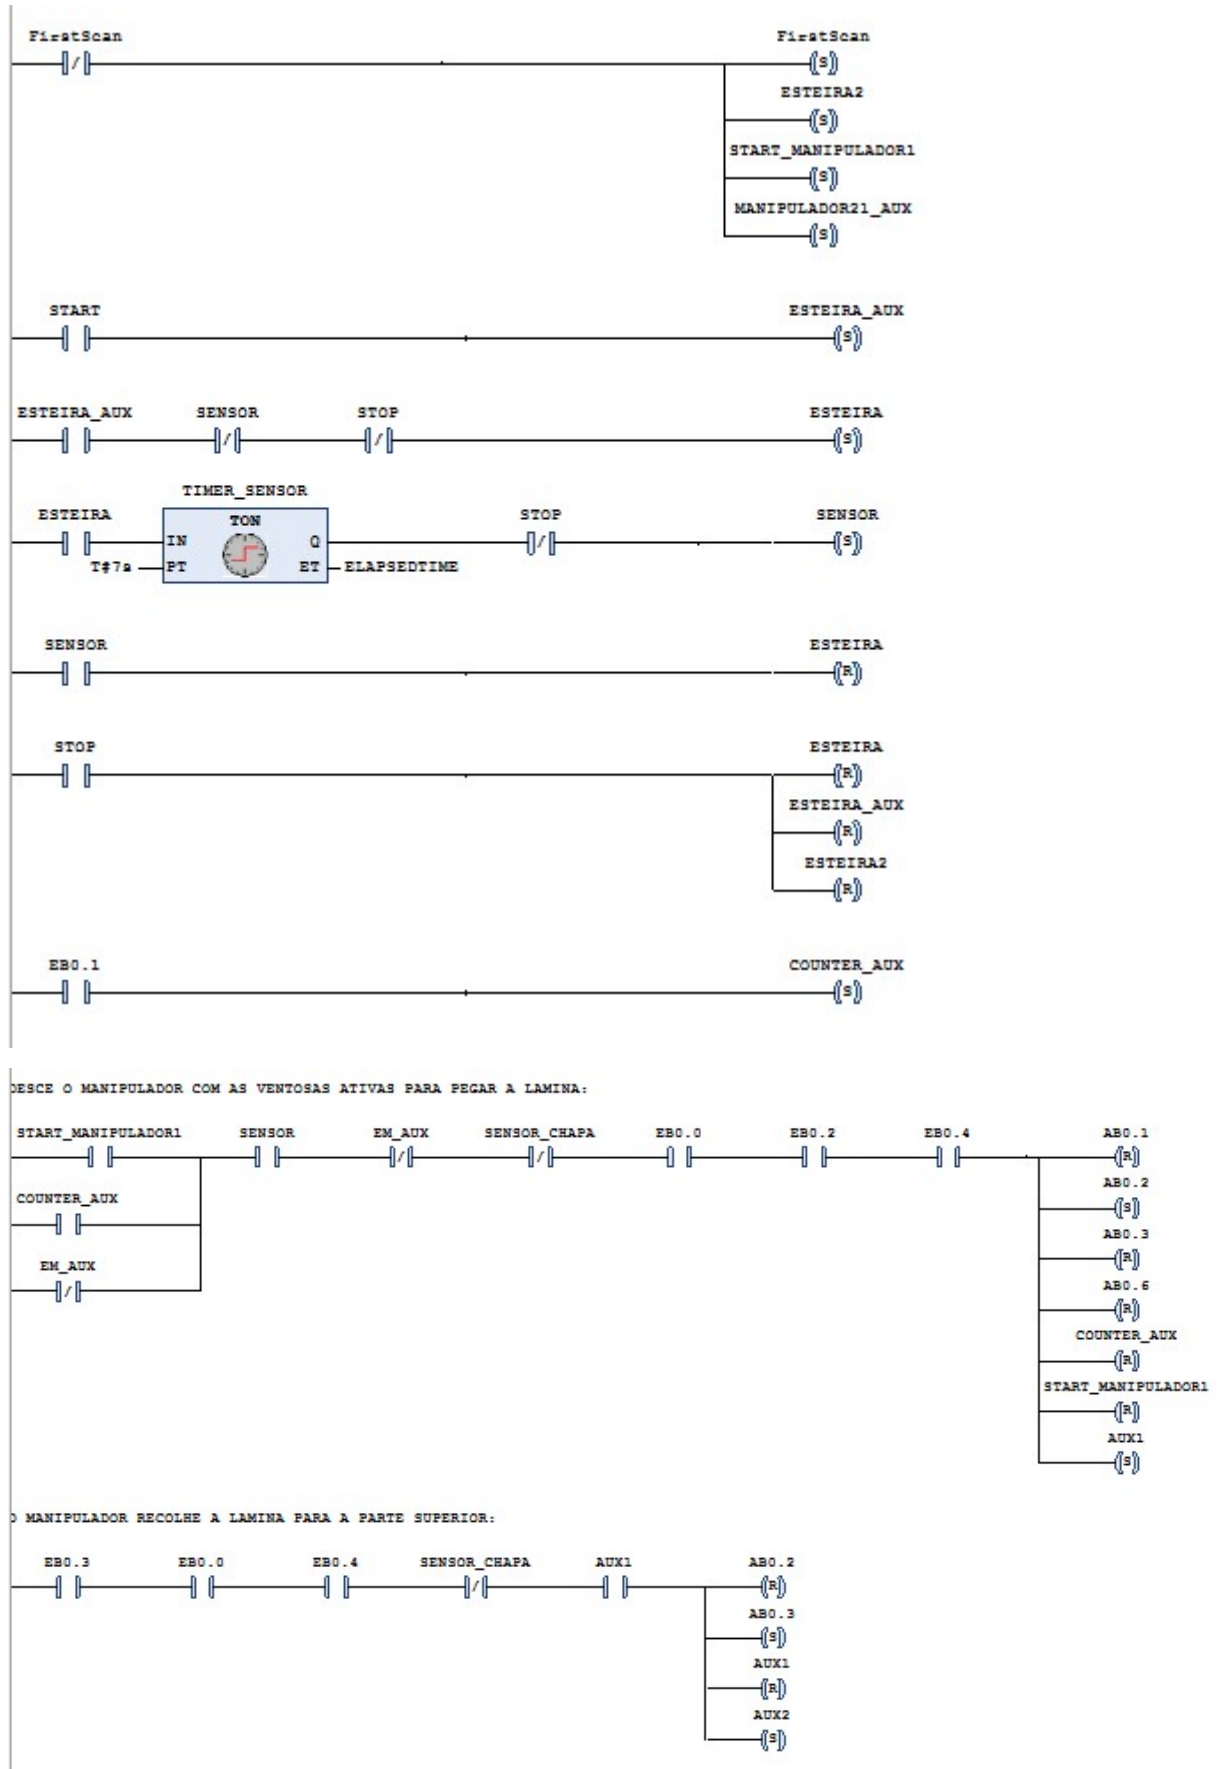 FirstScan FirstScan
/ S
ESTEIRA2
S
START_MANIPULADOR1
S
MANIPULADOR21_AUX
S
START ESTEIRA_AUX
S
ESTEIRA_AUX SENSOR STOP ESTEIRA
/ / S
TIMER_SENSOR
ESTEIRA TON STOP SENSOR
IN Q / S
T#7s PT ET ELAPSEDTIME
SENSOR ESTEIRA
R
STOP ESTEIRA
R
ESTEIRA_AUX
R
ESTEIRA2
R
EB0.1 COUNTER_AUX
S
DESCE O MANIPULADOR COM AS VENTOSAS ATIVAS PARA PEGAR A LAMINA:
START_MANIPULADOR1 SENSOR EM_AUX SENSOR_CHAPA EB0.0 EB0.2 EB0.4 AB0.1
/ / R
AB0.2
COUNTER_AUX S
AB0.3
EM_AUX R
/ AB0.6
R
COUNTER_AUX
R
START_MANIPULADOR1
R
AUX1
S
O MANIPULADOR RECOLHE A LAMINA PARA A PARTE SUPERIOR:
EB0.3 EB0.0 EB0.4 SENSOR_CHAPA AUX1 AB0.2
/ R
AB0.3
S
AUX1
R
AUX2
S